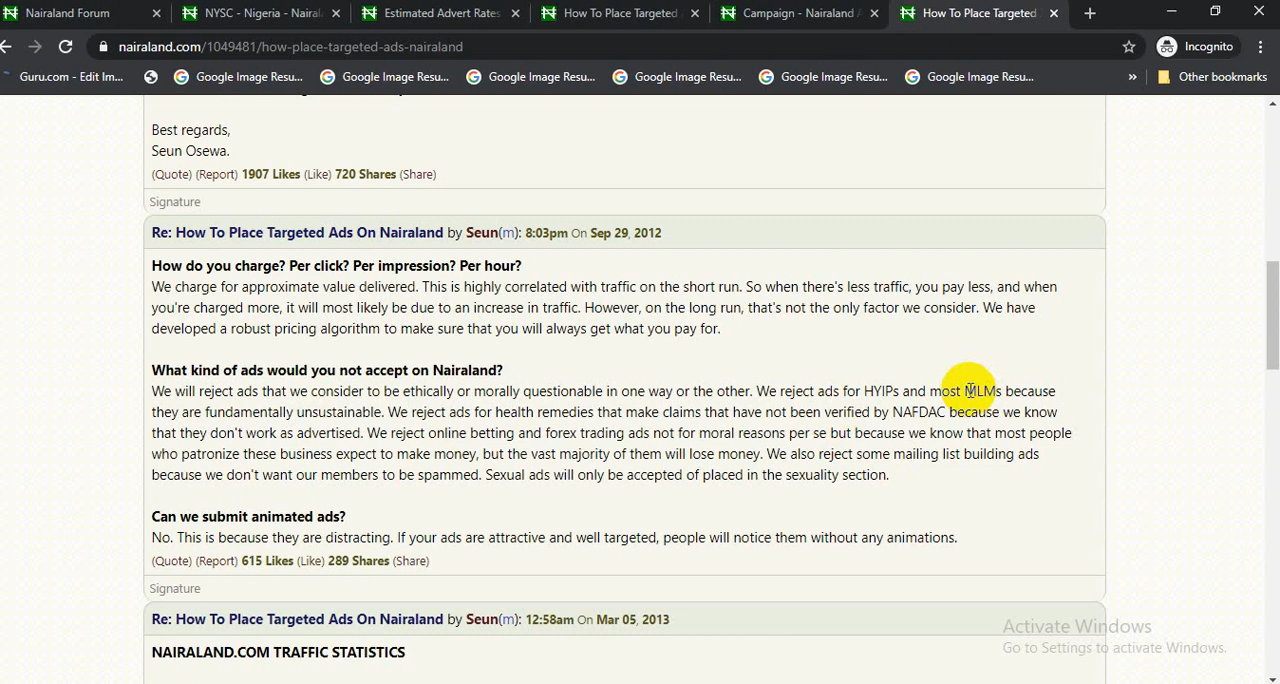 Nairaland Forum
NYSC - Nigeria - Nairal
Estimated Advert Rates
How To Place Targeted
Campaign - Nairaland A
How To Place Targeted
nairaland.com/1049481/how-place-targeted-ads-nairaland
Incognito
Guru.com - Edit Im...
Google Image Resu...
Google Image Resu...
Google Image Resu...
Google Image Resu...
Google Image Resu...
Google Image Resu...
»
Other bookmarks
Best regards,
Seun Osewa.
(Quote) (Report) 1907 Likes (Like) 720 Shares (Share)
Signature
Re: How To Place Targeted Ads On Nairaland by Seun(m): 8:03pm On Sep 29, 2012
How do you charge? Per click? Per impression? Per hour?
We charge for approximate value delivered. This is highly correlated with traffic on the short run. So when there's less traffic, you pay less, and when
you're charged more, it will most likely be due to an increase in traffic. However, on the long run, that's not the only factor we consider. We have
developed a robust pricing algorithm to make sure that you will always get what you pay for.
What kind of ads would you not accept on Nairaland?
We will reject ads that we consider to be ethically or morally questionable in one way or the other. We reject ads for HYIPs and most MLMs because
they are fundamentally unsustainable. We reject ads for health remedies that make claims that have not been verified by NAFDAC because we know
that they don't work as advertised. We reject online betting and forex trading ads not for moral reasons per se but because we know that most people
who patronize these business expect to make money, but the vast majority of them will lose money. We also reject some mailing list building ads
because we don't want our members to be spammed. Sexual ads will only be accepted of placed in the sexuality section.
Can we submit animated ads?
No. This is because they are distracting. If your ads are attractive and well targeted, people will notice them without any animations.
(Quote) (Report) 615 Likes (Like) 289 Shares (Share)
Signature
Re: How To Place Targeted Ads On Nairaland by Seun(m): 12:58am On Mar 05, 2013
NAIRALAND.COM TRAFFIC STATISTICS
Activate Windows
Go to Settings to activate Windows.